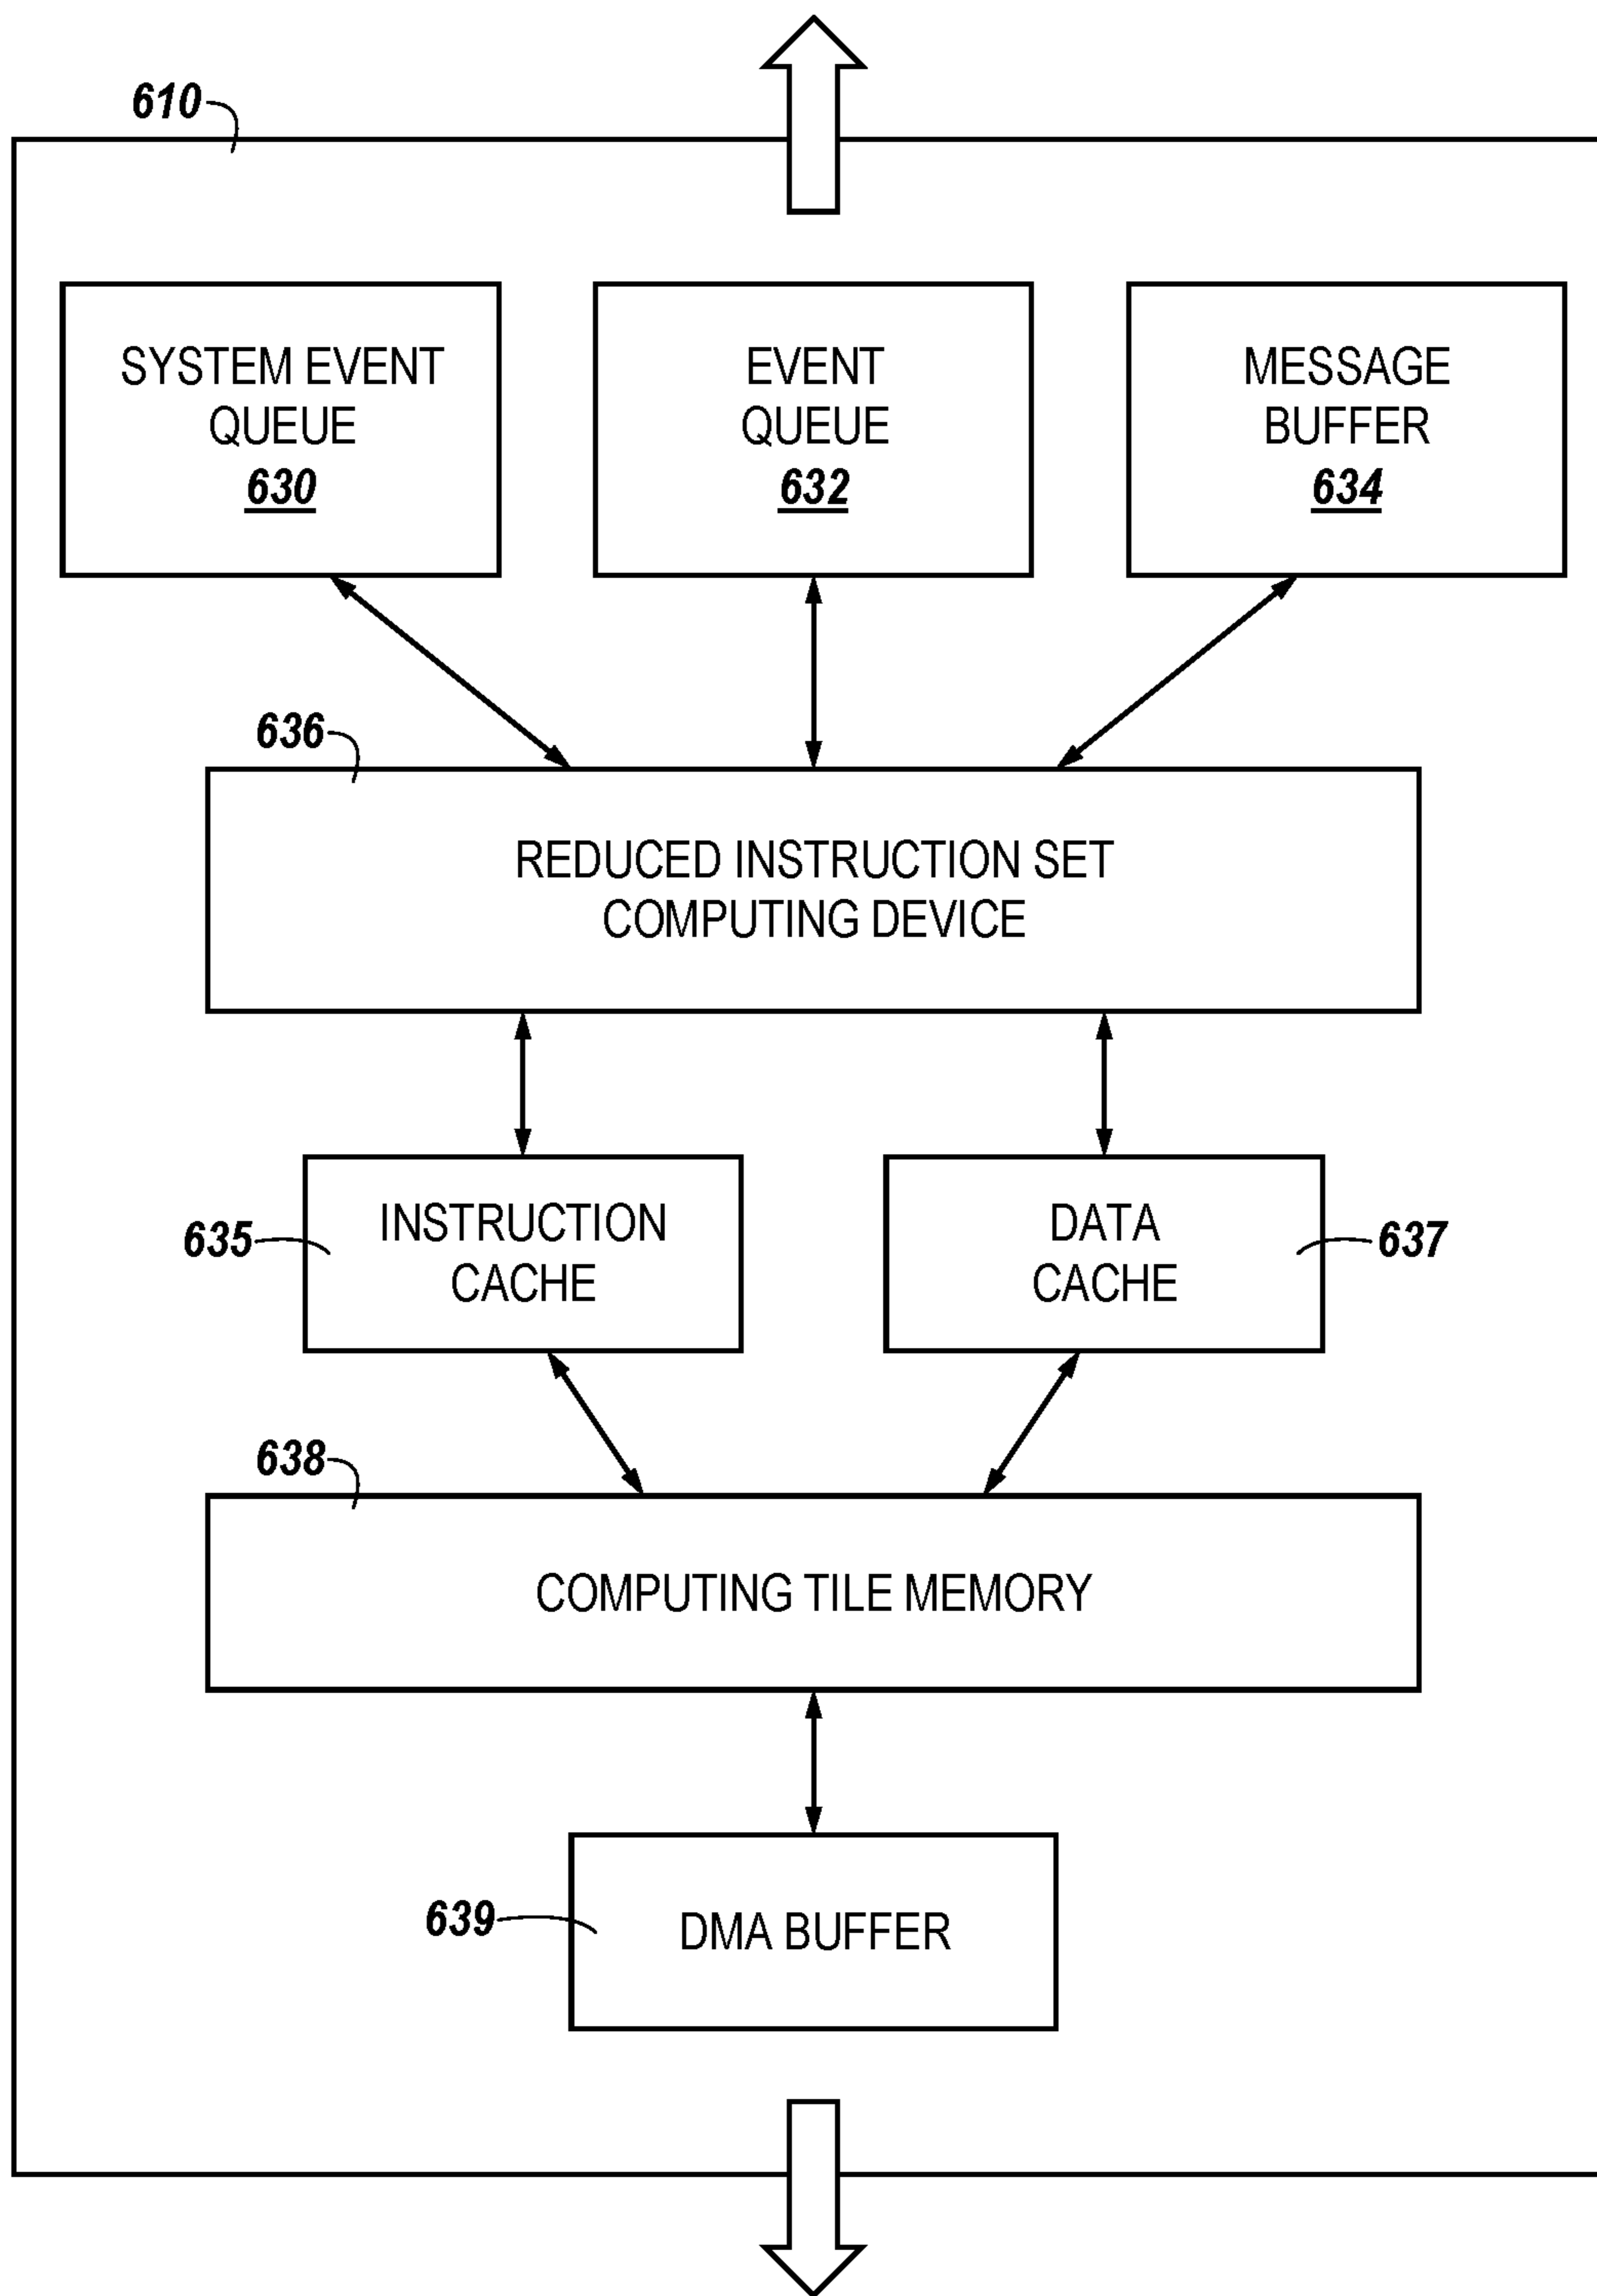 610
SYSTEM EVENT
QUEUE
630
EVENT
QUEUE
632
MESSAGE
BUFFER
634
636
REDUCED INSTRUCTION SET
COMPUTING DEVICE
635
INSTRUCTION
CACHE
DATA
CACHE
637
638
COMPUTING TILE MEMORY
639
DMA BUFFER